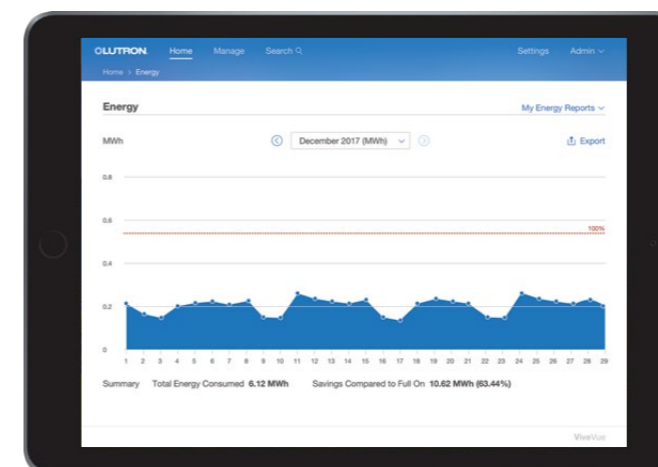 LUTRON. Home Manage Search Settings Admin
Home > Energy
Energy My Energy Reports
MWh December 2017 (MWh) Export
0.8
0.6
100%
0.4
0.2
0
1 2 3 4 5 6 7 8 9 10 11 12 13 14 15 16 17 18 19 20 21 22 23 24 25 26 27 28 29
Summary Total Energy Consumed 6.12 MWh Savings Compared to Full On 10.62 MWh (63.44%)
ViveVue